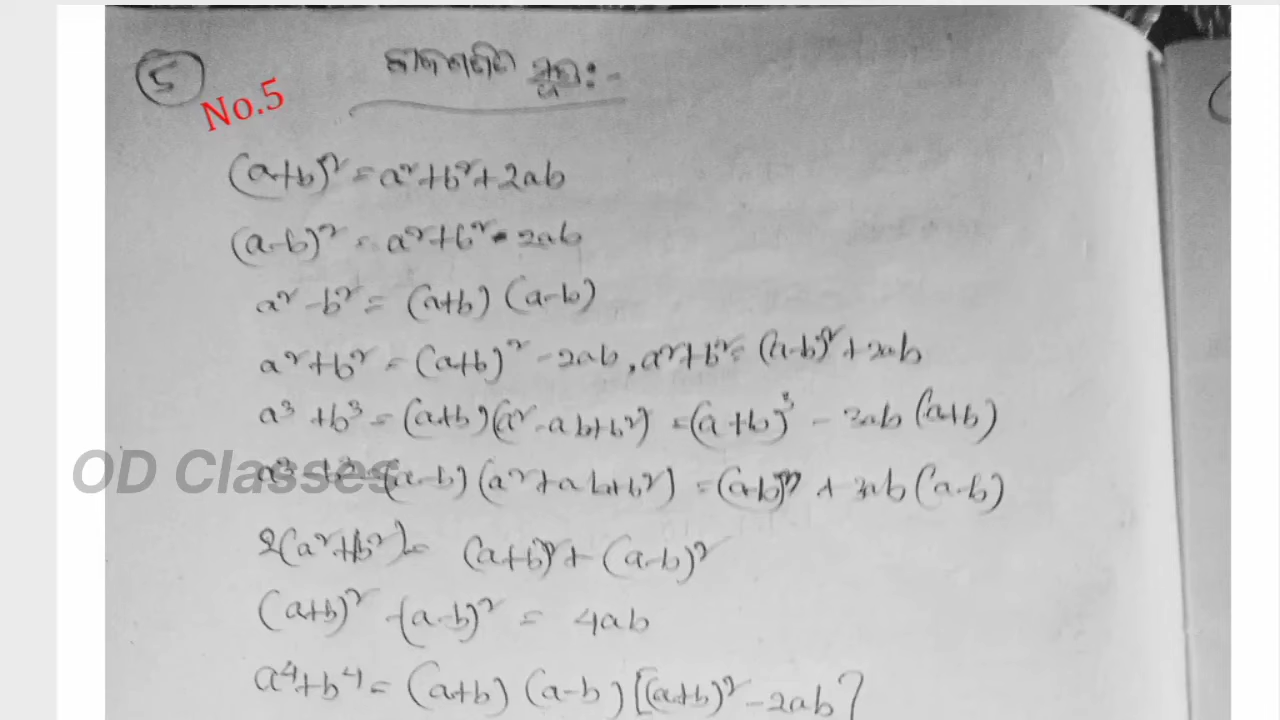 5
No.5
ବୀଜଗଣିତ ସୂତ୍ର :-
(a+b)² = a²+b²+2ab
(a-b)² = a²+b²-2ab
a²-b² = (a+b) (a-b)
a²+b² = (a+b)² -2ab, a²+b² = (a-b)²+2ab
a³+b³ = (a+b)(a²-ab+b²) = (a+b)³ - 3ab(a+b)
OD Classes
(a-b)(a²+ab+b²) = + 3ab(a-b)
2(a²+b²) = (a+b)²+(a-b)²
(a+b)² -(a-b)² = 4ab
a⁴+b⁴ = (a+b) (a-b) [(a+b)² -2ab]